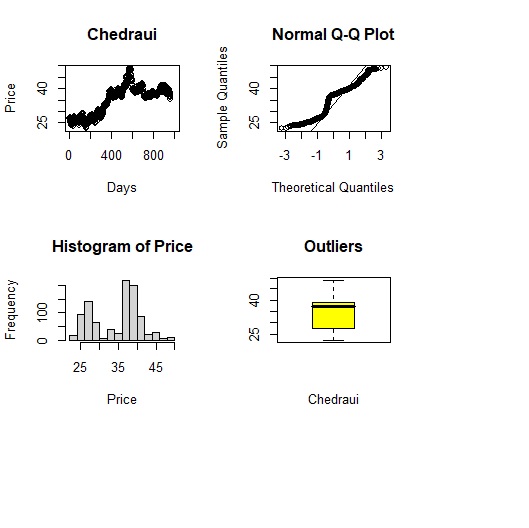 Chedraui
Price
40
25
0 400 800
Days
Normal Q-Q Plot
Sample Quantiles
40
25
-3 -1 1 3
Theoretical Quantiles
Histogram of Price
Frequency
100
0
25 35 45
Price
Outliers
40
25
Chedraui